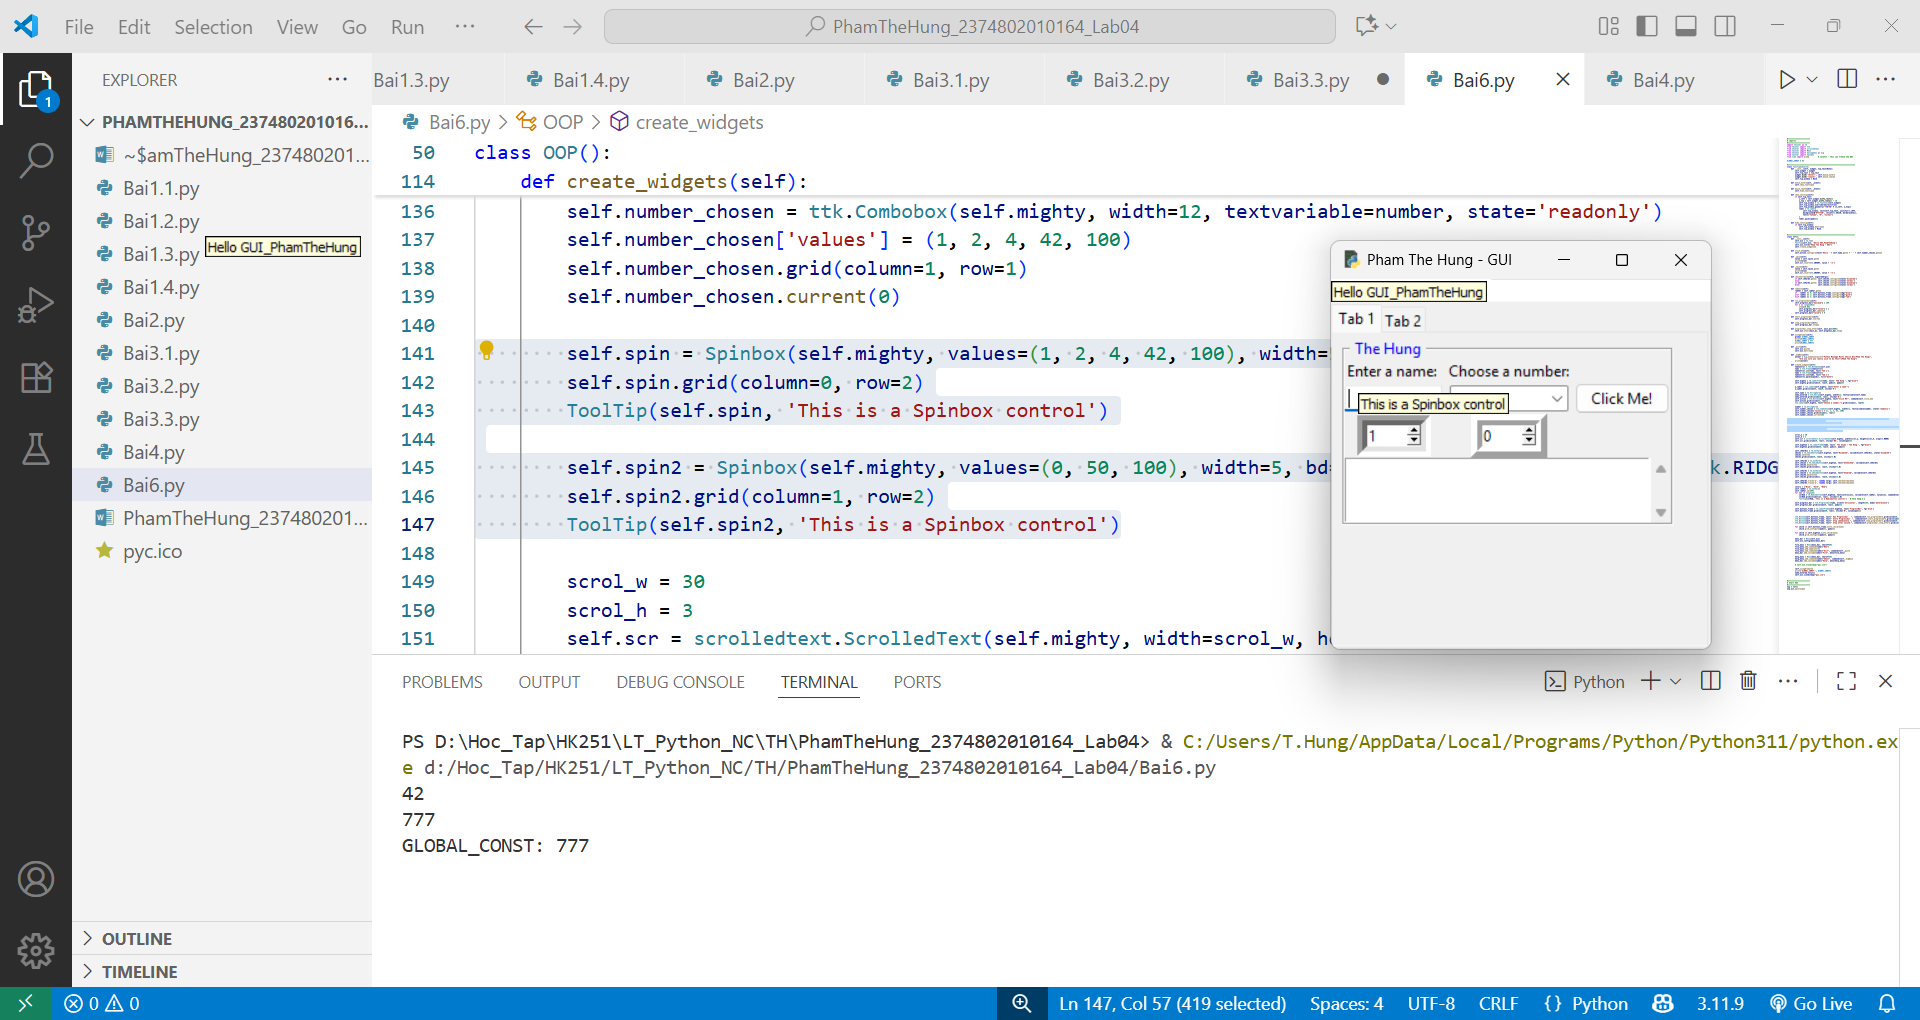 File Edit Selection View Go Run ··· PhamTheHung_2374802010164_Lab04
EXPLORER ···
Bai1.3.py Bai1.4.py Bai2.py Bai3.1.py Bai3.2.py Bai3.3.py Bai6.py Bai4.py ···
PHAMTHEHUNG_237480201016...
~$amTheHung_237480201...
Bai1.1.py
Bai1.2.py
Bai1.3.py
Hello GUI_PhamTheHung
Bai1.4.py
Bai2.py
Bai3.1.py
Bai3.2.py
Bai3.3.py
Bai4.py
Bai6.py
PhamTheHung_237480201...
pyc.ico
OUTLINE
TIMELINE
1
Bai6.py > OOP > create_widgets
50 class OOP():
114 def create_widgets(self):
136 self.number_chosen = ttk.Combobox(self.mighty, width=12, textvariable=number, state='readonly')
137 self.number_chosen['values'] = (1, 2, 4, 42, 100)
138 self.number_chosen.grid(column=1, row=1)
139 self.number_chosen.current(0)
140
141 self.spin = Spinbox(self.mighty, values=(1, 2, 4, 42, 100), width=
142 self.spin.grid(column=0, row=2)
143 ToolTip(self.spin, 'This is a Spinbox control')
144
145 self.spin2 = Spinbox(self.mighty, values=(0, 50, 100), width=5, bd= k.RIDG
146 self.spin2.grid(column=1, row=2)
147 ToolTip(self.spin2, 'This is a Spinbox control')
148
149 scrol_w = 30
150 scrol_h = 3
151 self.scr = scrolledtext.ScrolledText(self.mighty, width=scrol_w, h
Pham The Hung - GUI
Hello GUI_PhamTheHung
Tab 1 Tab 2
The Hung
Enter a name: Choose a number:
This is a Spinbox control
Click Me!
1 0
PROBLEMS OUTPUT DEBUG CONSOLE TERMINAL PORTS
Python ···
PS D:\Hoc_Tap\HK251\LT_Python_NC\TH\PhamTheHung_2374802010164_Lab04> & C:/Users/T.Hung/AppData/Local/Programs/Python/Python311/python.ex
e d:/Hoc_Tap/HK251/LT_Python_NC/TH/PhamTheHung_2374802010164_Lab04/Bai6.py
42
777
GLOBAL_CONST: 777
0 0 Ln 147, Col 57 (419 selected) Spaces: 4 UTF-8 CRLF {} Python 3.11.9 Go Live